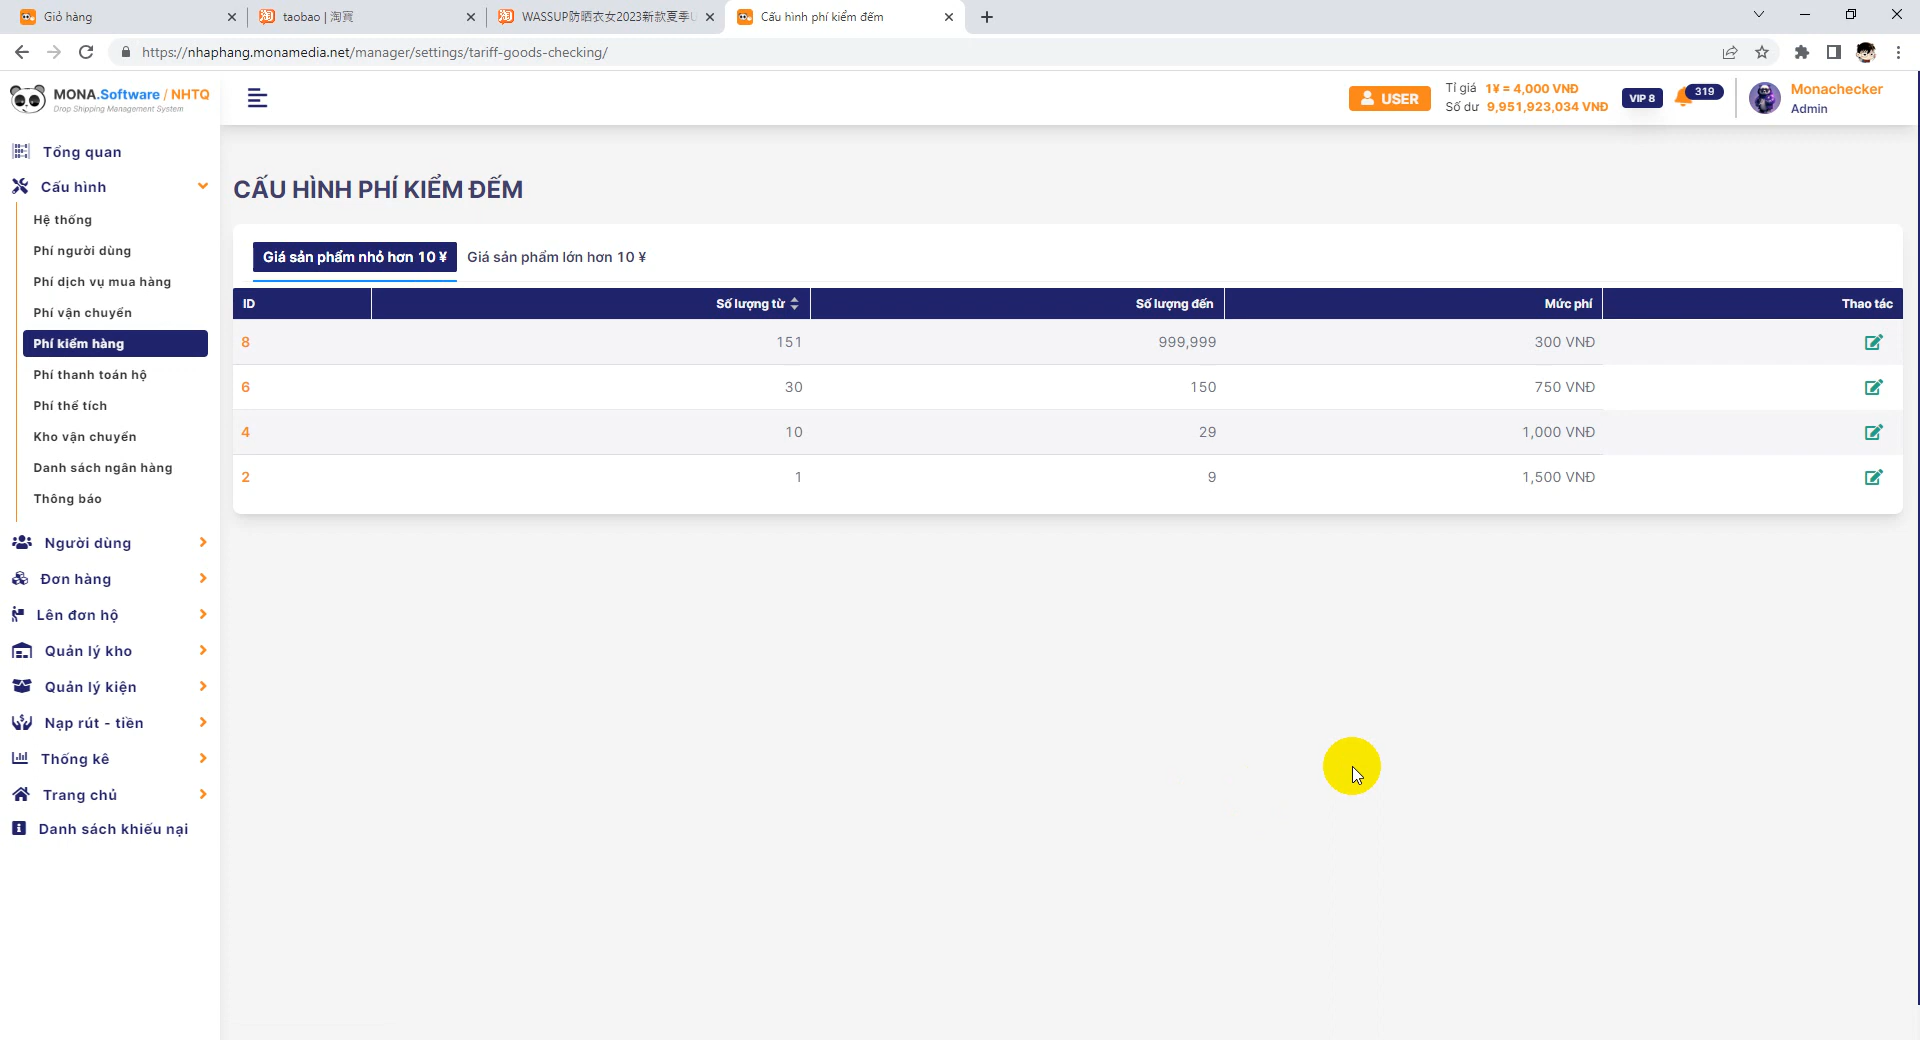 Giỏ hàng
taobao | 淘寶
WASSUP防晒衣女2023新款夏季U
Cấu hình phí kiểm đếm
https://nhaphang.monamedia.net/manager/settings/tariff-goods-checking/
MONA.Software / NHTQ
Drop Shipping Management System
USER
Tỉ giá 1¥ = 4,000 VNĐ
Số dư 9,951,923,034 VNĐ
VIP 8
319
Monachecker
Admin
Tổng quan
Cấu hình
Hệ thống
Phí người dùng
Phí dịch vụ mua hàng
Phí vận chuyển
Phí kiểm hàng
Phí thanh toán hộ
Phí thể tích
Kho vận chuyển
Danh sách ngân hàng
Thông báo
Người dùng
Đơn hàng
Lên đơn hộ
Quản lý kho
Quản lý kiện
Nạp rút - tiền
Thống kê
Trang chủ
Danh sách khiếu nại
CẤU HÌNH PHÍ KIỂM ĐẾM
Giá sản phẩm nhỏ hơn 10 ¥ Giá sản phẩm lớn hơn 10 ¥
ID Số lượng từ Số lượng đến Mức phí Thao tác
8 151 999,999 300 VNĐ
6 30 150 750 VNĐ
4 10 29 1,000 VNĐ
2 1 9 1,500 VNĐ